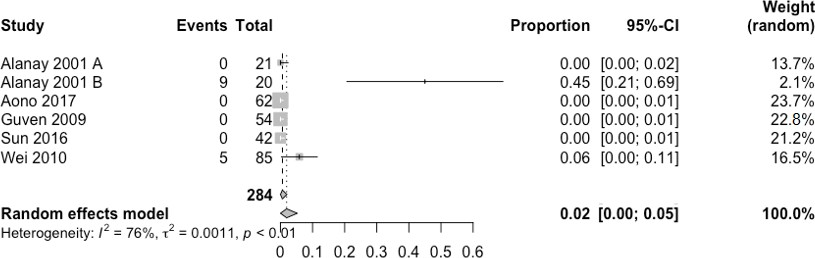 Weight
Study Events Total Proportion 95%-CI (random)
Alanay 2001 A 0 21 0.00 [0.00; 0.02] 13.7%
Alanay 2001 B 9 20 0.45 [0.21; 0.69] 2.1%
Aono 2017 0 62 0.00 [0.00; 0.01] 23.7%
Guven 2009 0 54 0.00 [0.00; 0.01] 22.8%
Sun 2016 0 42 0.00 [0.00; 0.01] 21.2%
Wei 2010 5 85 0.06 [0.00; 0.11] 16.5%
284
Random effects model 0.02 [0.00; 0.05] 100.0%
Heterogeneity: I² = 76%, τ² = 0.0011, p < 0.01
0 0.1 0.2 0.3 0.4 0.5 0.6